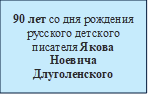 90 лет со дня рождения
русского детского
писателя Якова
Ноевича
Длуголенского